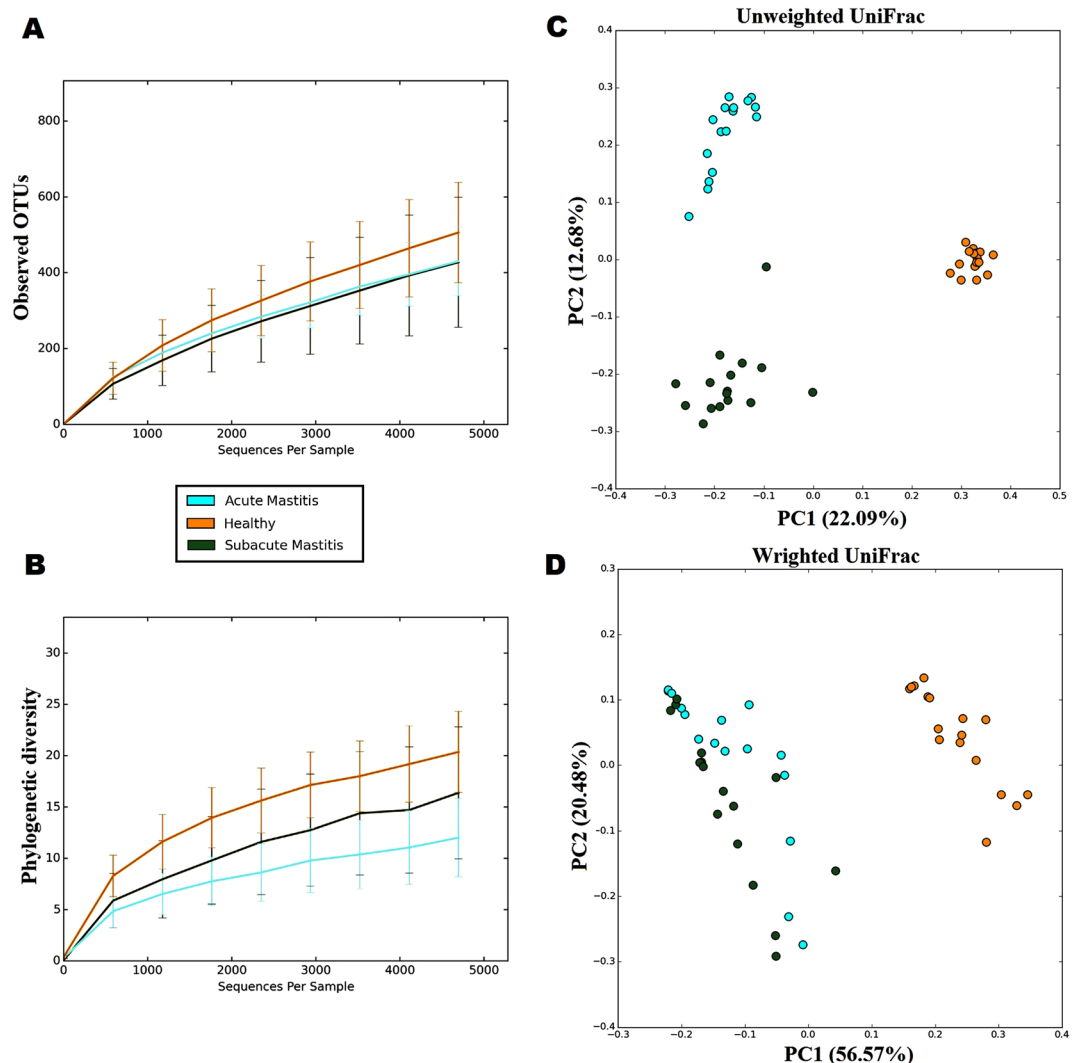 A
Observed OTUs
800
600
400
200
0
0 1000 2000 3000 4000 5000
Sequences Per Sample
Acute Mastitis
Healthy
Subacute Mastitis
B
Phylogenetic diversity
30
25
20
15
10
5
0
0 1000 2000 3000 4000 5000
Sequences Per Sample
C
Unweighted UniFrac
PC2 (12.68%)
0.4
0.3
0.2
0.1
0.0
−0.1
−0.2
−0.3
−0.4
−0.4 −0.3 −0.2 −0.1 0.0 0.1 0.2 0.3 0.4 0.5
PC1 (22.09%)
D
Wrighted UniFrac
PC2 (20.48%)
0.3
0.2
0.1
0.0
−0.1
−0.2
−0.3
−0.4
−0.3 −0.2 −0.1 0.0 0.1 0.2 0.3 0.4
PC1 (56.57%)